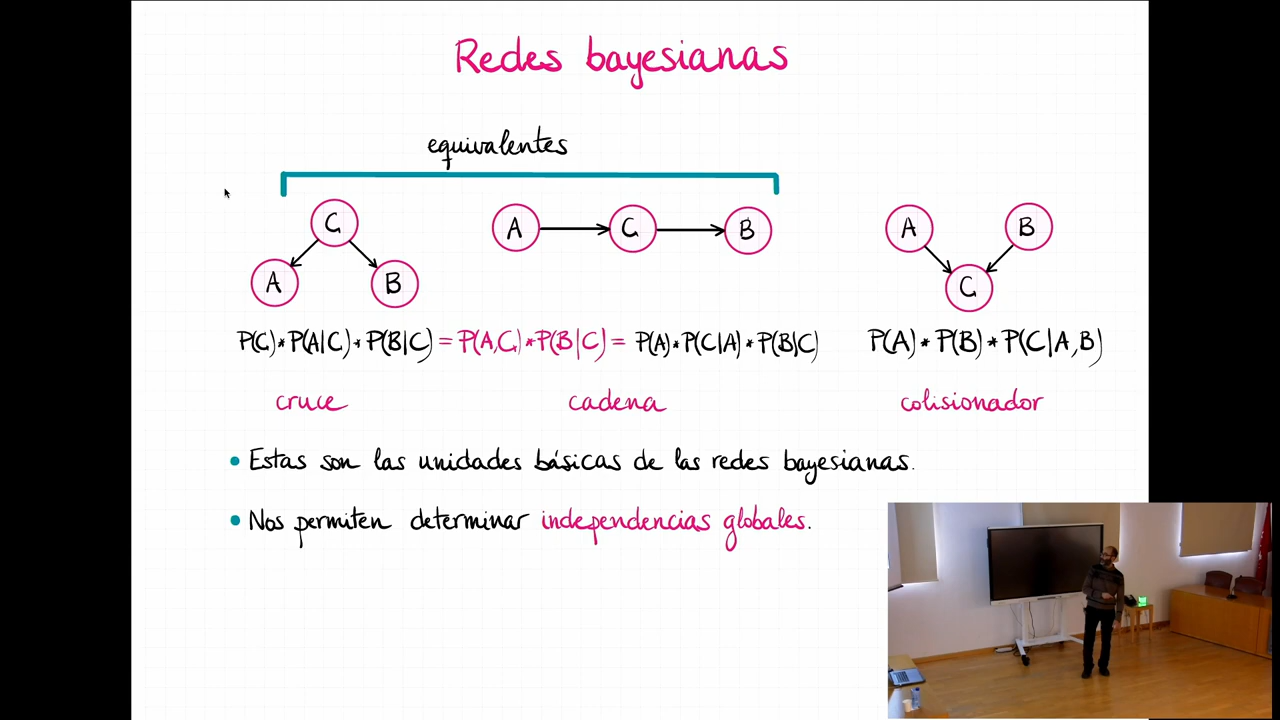 Redes bayesianas
equivalentes
C
A
B
A
C
B
A
B
C
P(C)*P(A|C)*P(B|C) = P(A,C)*P(B|C) = P(A)*P(C|A)*P(B|C)
P(A)*P(B)*P(C|A,B)
cruce
cadena
colisionador
• Estas son las unidades básicas de las redes bayesianas.
• Nos permiten determinar independencias globales.